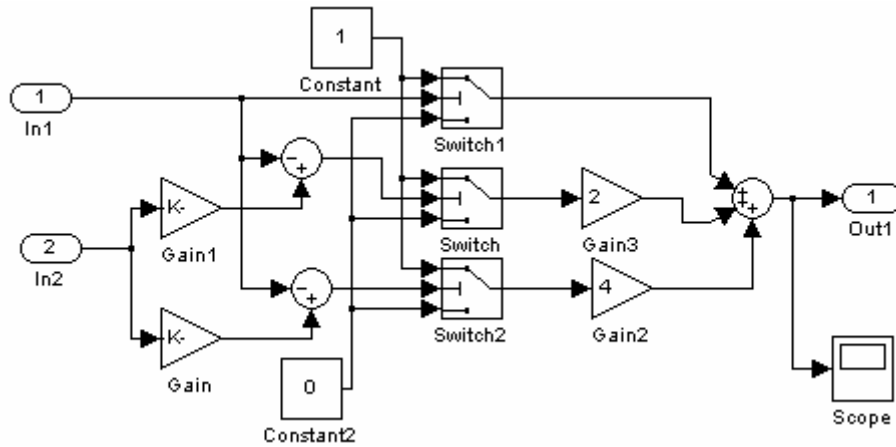 1
Constant
1
In1
Switch1
-
+
K-
Gain1
2
In2
Switch
2
Gain3
+
+
+
1
Out1
-
+
K-
Gain
Switch2
4
Gain2
0
Constant2
Scope